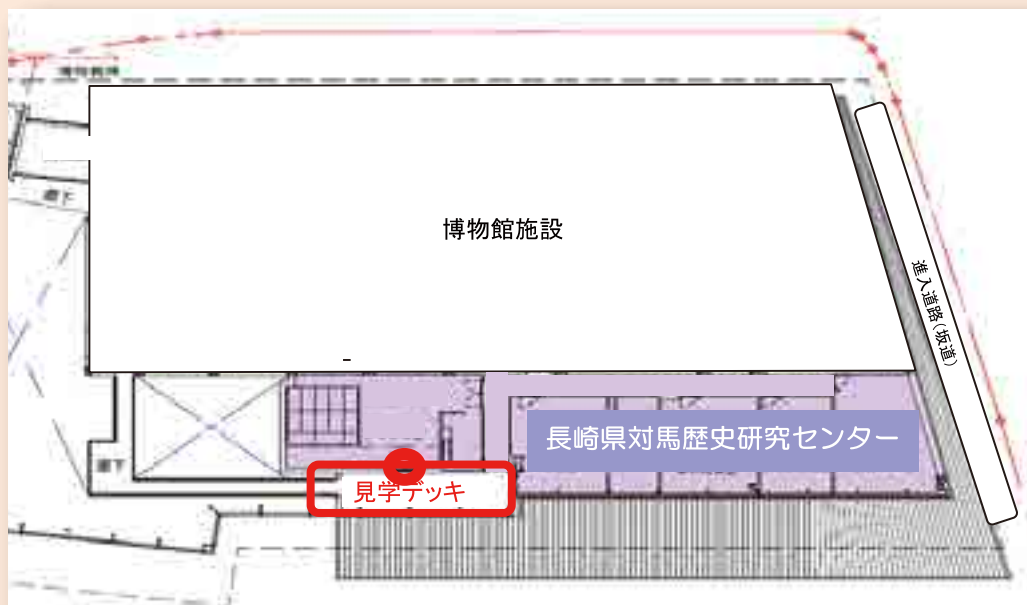 廊下
博物館施設
進入道路(坂道)
長崎県対馬歴史研究センター
廊下
見学デッキ